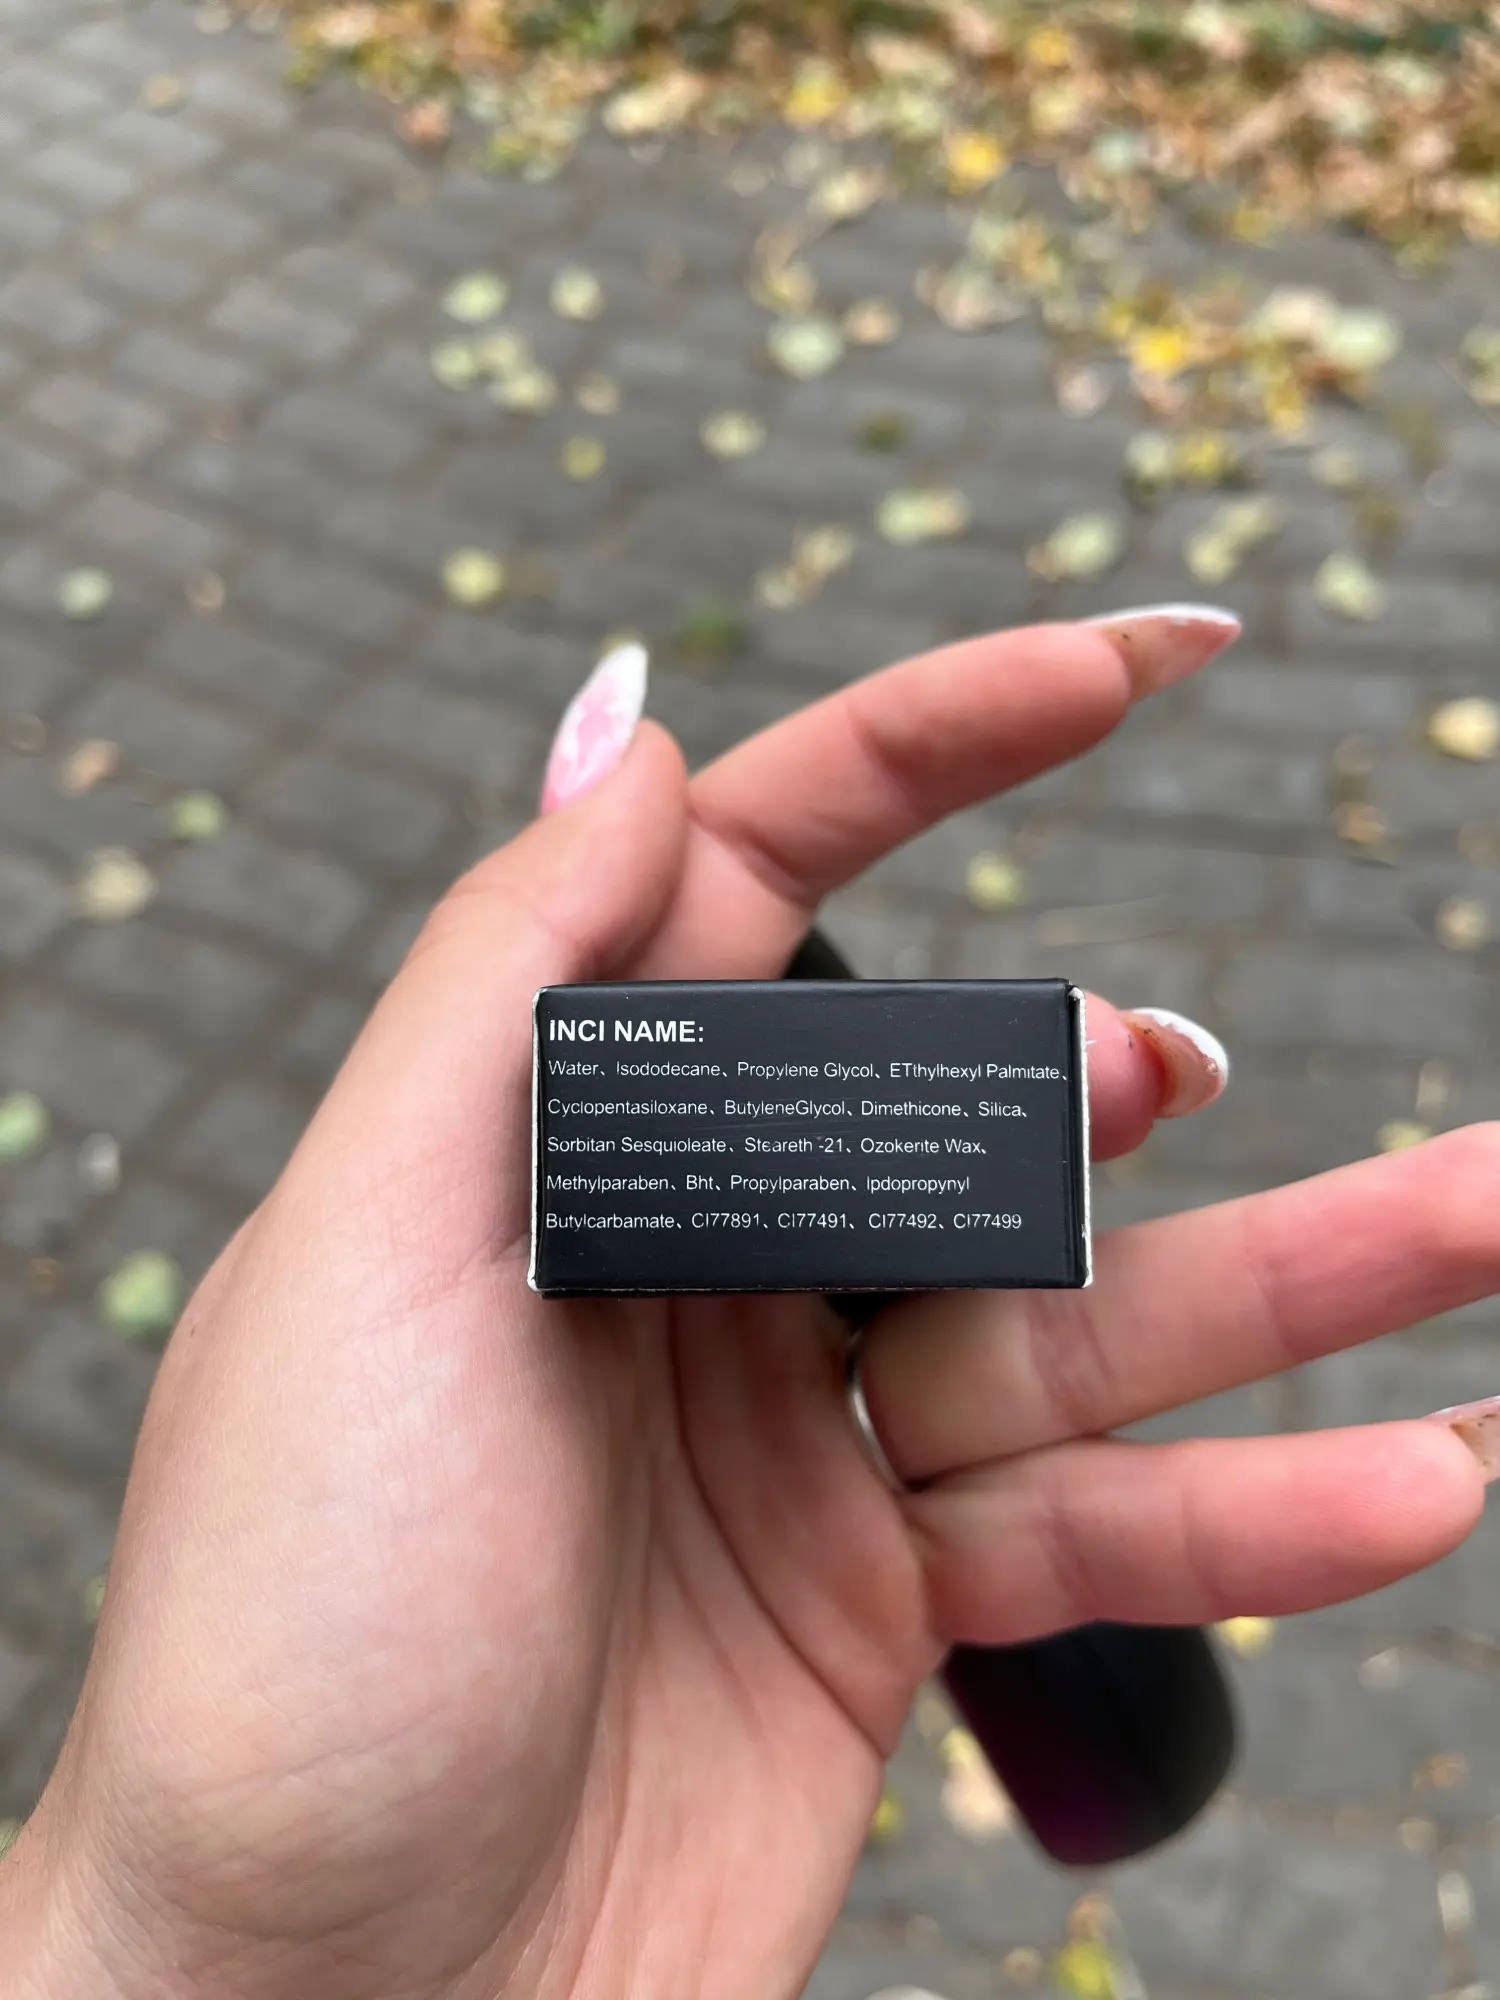 INCI NAME:
Water、Isododecane、Propylene Glycol、ETthylhexyl Palmitate、
Cyclopentasiloxane、ButyleneGlycol、Dimethicone、Silica、
Sorbitan Sesquioleate、Steareth -21、Ozokerite Wax、
Methylparaben、Bht、Propylparaben、Ipdopropynyl
Butylcarbamate、CI77891、CI77491、CI77492、CI77499